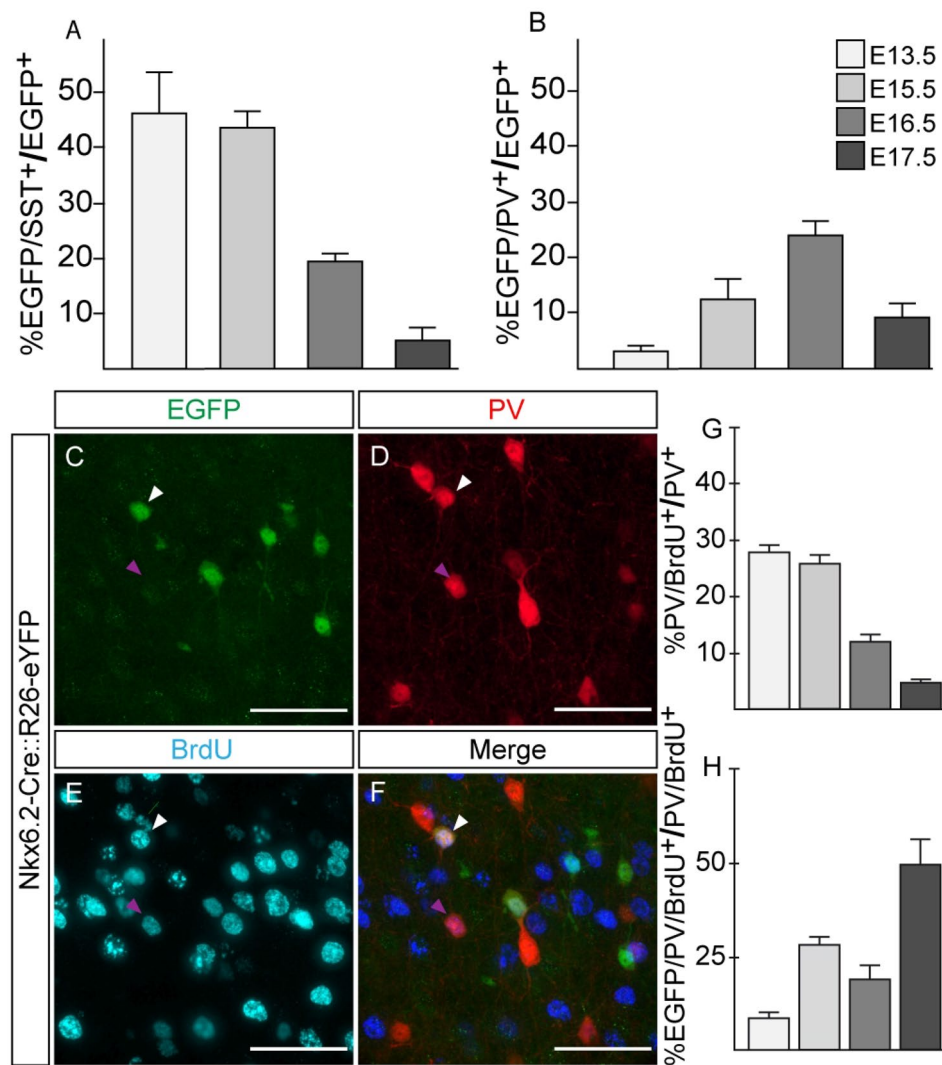 A
%EGFP/SST+/EGFP+
50
40
30
20
10
B
%EGFP/PV+/EGFP+
50
40
30
20
10
E13.5
E15.5
E16.5
E17.5
Nkx6.2-Cre::R26-eYFP
EGFP
PV
C
D
BrdU
Merge
E
F
G
%PV/BrdU+/PV+
40
30
20
10
H
%EGFP/PV/BrdU+/PV/BrdU+
50
25